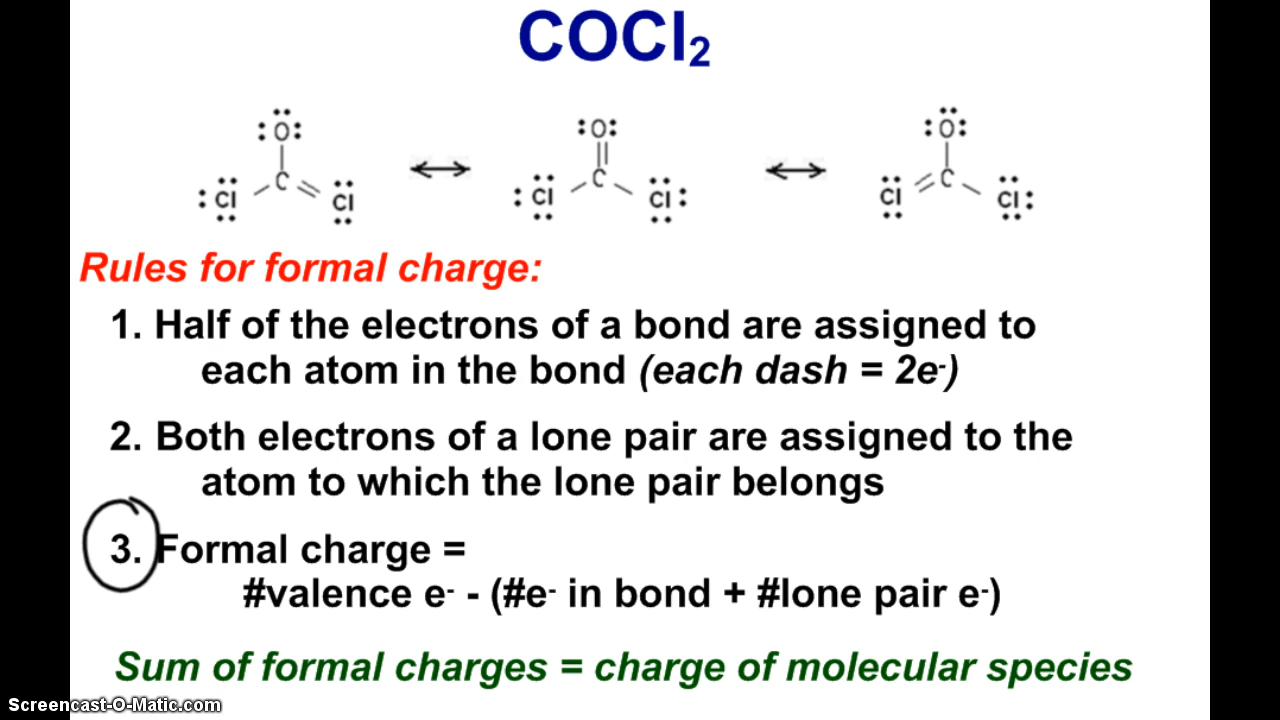 COCl₂
:Ö: :O: :Ö:
C C C
:Cl Cl :Cl Cl: Cl Cl:
Rules for formal charge:
1. Half of the electrons of a bond are assigned to
each atom in the bond (each dash = 2e⁻)
2. Both electrons of a lone pair are assigned to the
atom to which the lone pair belongs
3. Formal charge =
#valence e⁻ - (#e⁻ in bond + #lone pair e⁻)
Sum of formal charges = charge of molecular species
Screencast-O-Matic.com